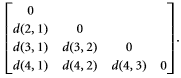 0
d(2, 1) 0
d(3, 1) d(3, 2) 0
d(4, 1) d(4, 2) d(4, 3) 0
.